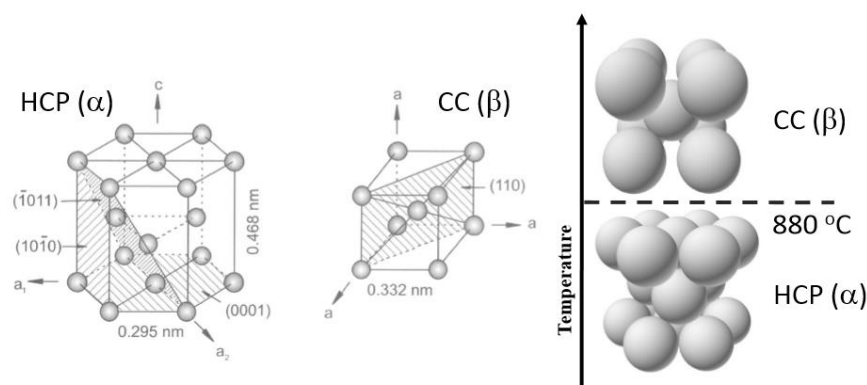 HCP (α)
c
(1̄011)
(101̄0)
0.468 nm
a₁
0.295 nm
(0001)
a₂
CC (β)
a
(110)
a
0.332 nm
a
Temperature
CC (β)
880 °C
HCP (α)